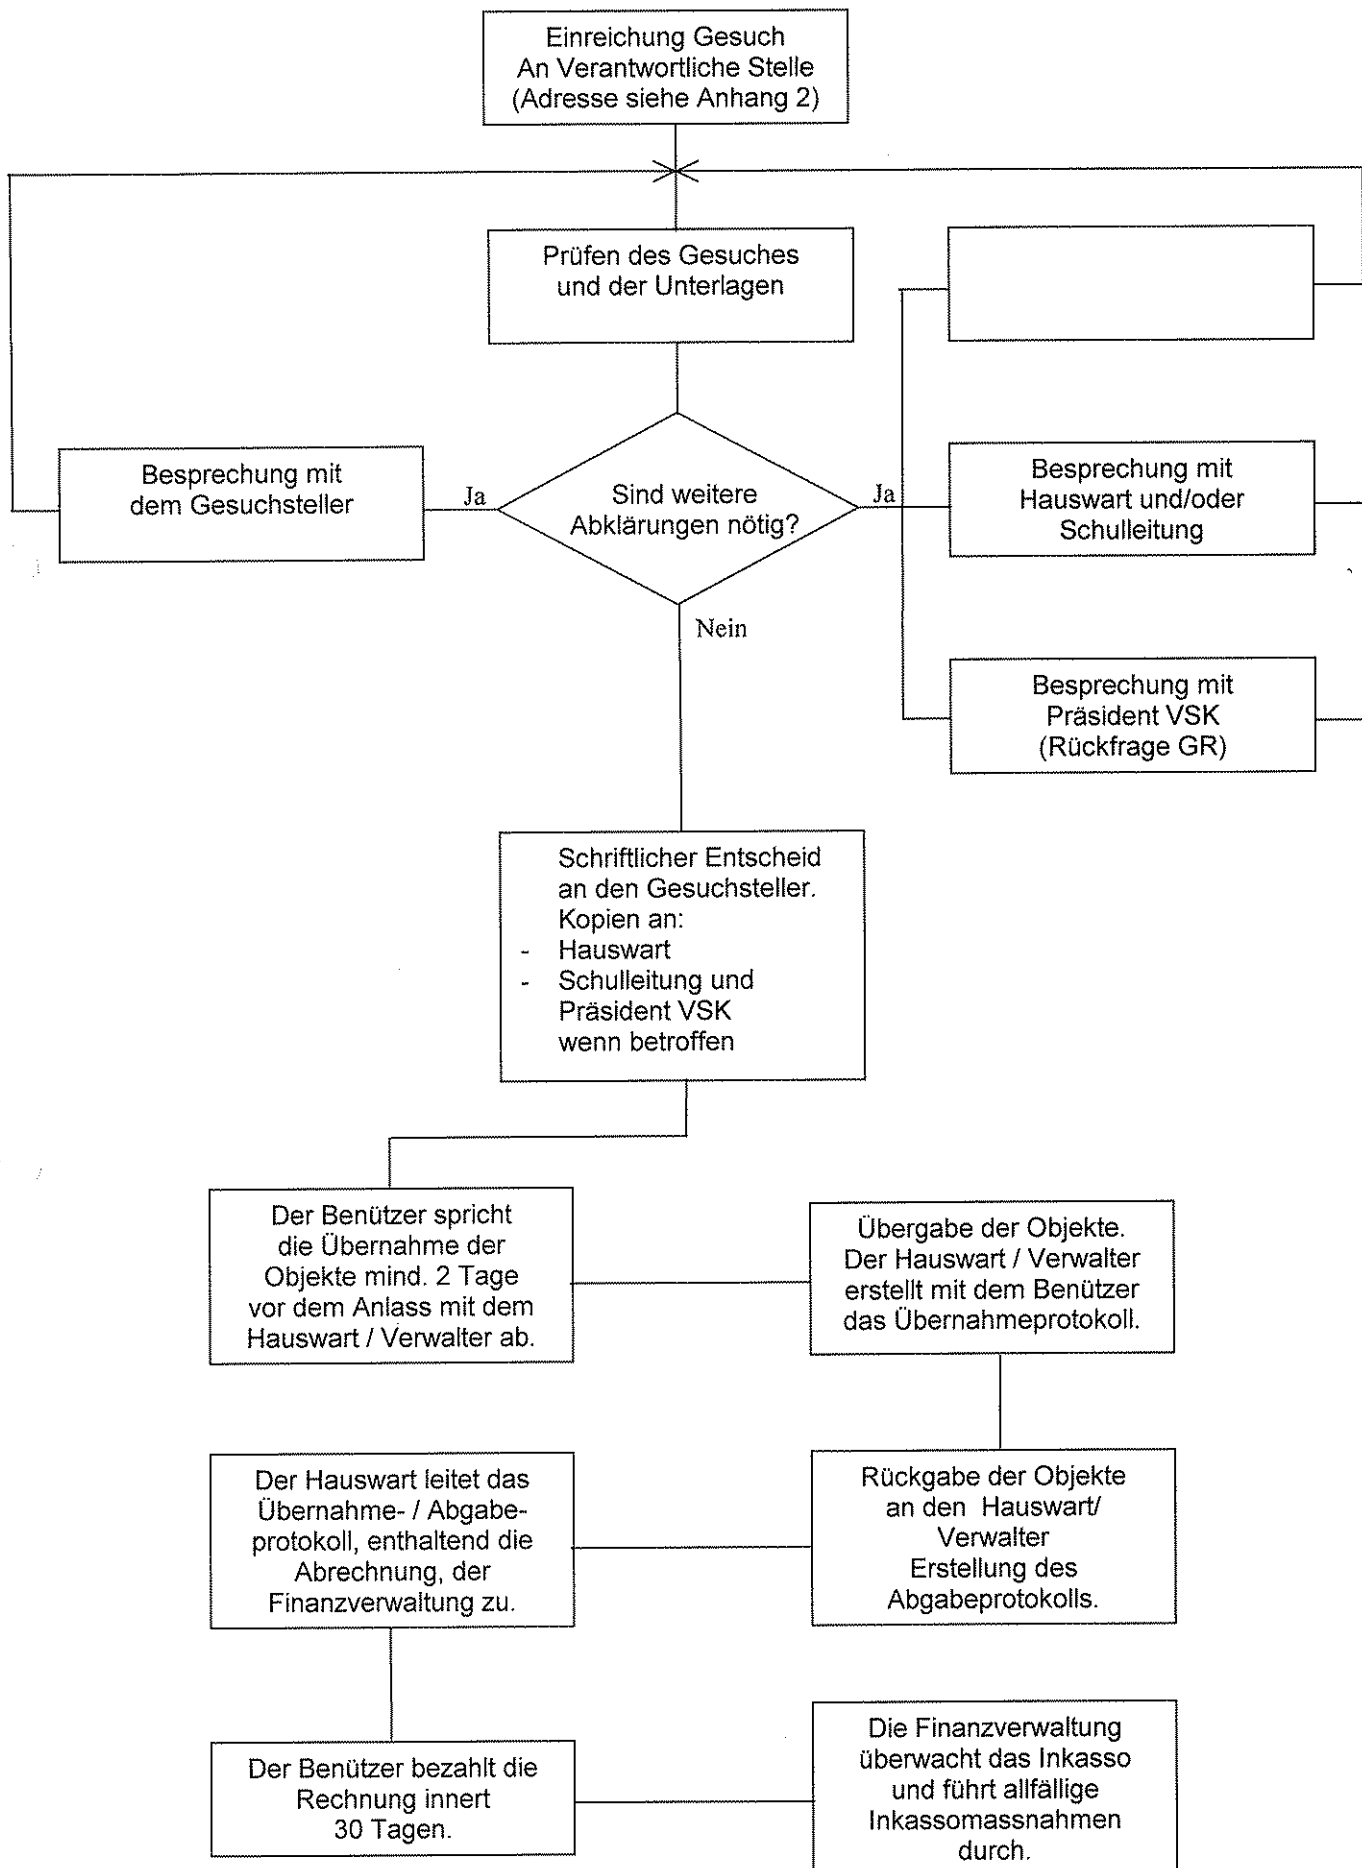 Einreichung Gesuch
An Verantwortliche Stelle
(Adresse siehe Anhang 2)
Prüfen des Gesuches
und der Unterlagen
Besprechung mit
dem Gesuchsteller
Ja
Sind weitere
Abklärungen nötig?
Ja
Besprechung mit
Hauswart und/oder
Schulleitung
Nein
Besprechung mit
Präsident VSK
(Rückfrage GR)
Schriftlicher Entscheid
an den Gesuchsteller.
Kopien an:
- Hauswart
- Schulleitung und
Präsident VSK
wenn betroffen
Der Benützer spricht
die Übernahme der
Objekte mind. 2 Tage
vor dem Anlass mit dem
Hauswart / Verwalter ab.
Übergabe der Objekte.
Der Hauswart / Verwalter
erstellt mit dem Benützer
das Übernahmeprotokoll.
Rückgabe der Objekte
an den Hauswart/
Verwalter
Erstellung des
Abgabeprotokolls.
Der Hauswart leitet das
Übernahme- / Abgabe-
protokoll, enthaltend die
Abrechnung, der
Finanzverwaltung zu.
Der Benützer bezahlt die
Rechnung innert
30 Tagen.
Die Finanzverwaltung
überwacht das Inkasso
und führt allfällige
Inkassomassnahmen
durch.